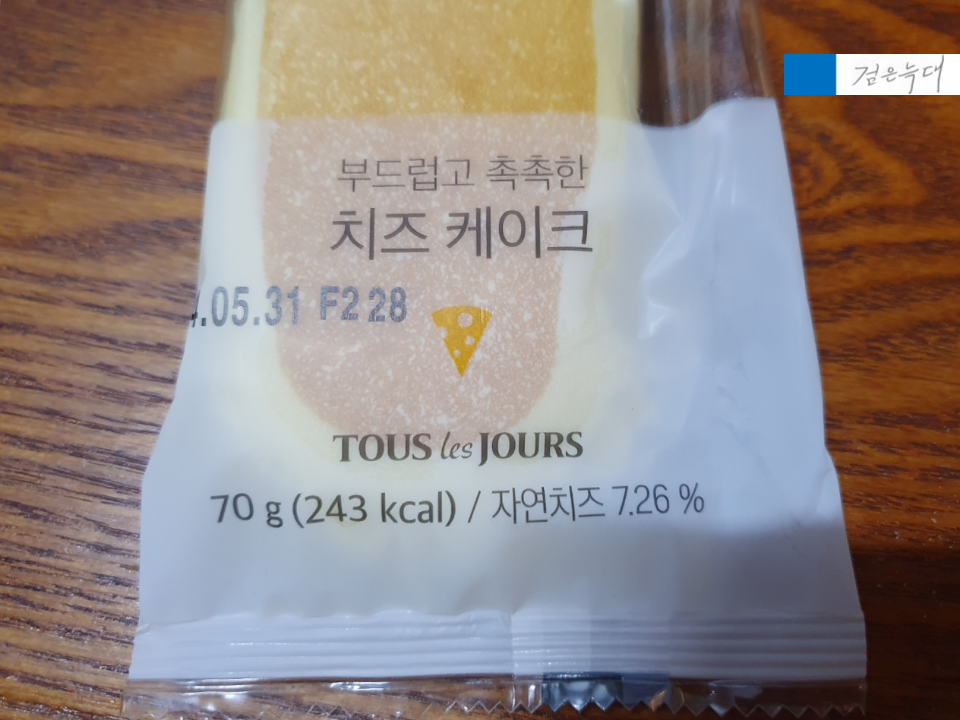 검은늑대
부드럽고 촉촉한
치즈 케이크
.05.31 F2 28
TOUS les JOURS
70 g (243 kcal) / 자연치즈 7.26 %